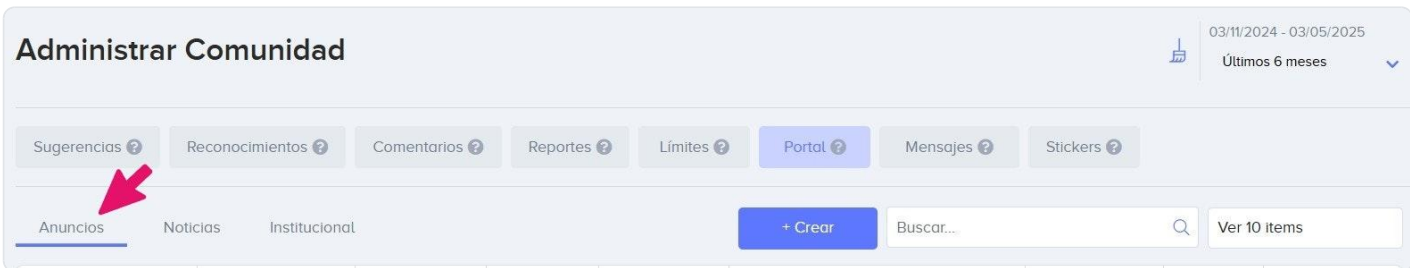 Administrar Comunidad
03/11/2024 - 03/05/2025
Últimos 6 meses
Sugerencias ? Reconocimientos ? Comentarios ? Reportes ? Límites ? Portal ? Mensajes ? Stickers ?
Anuncios Noticias Institucional + Crear Buscar... Ver 10 items